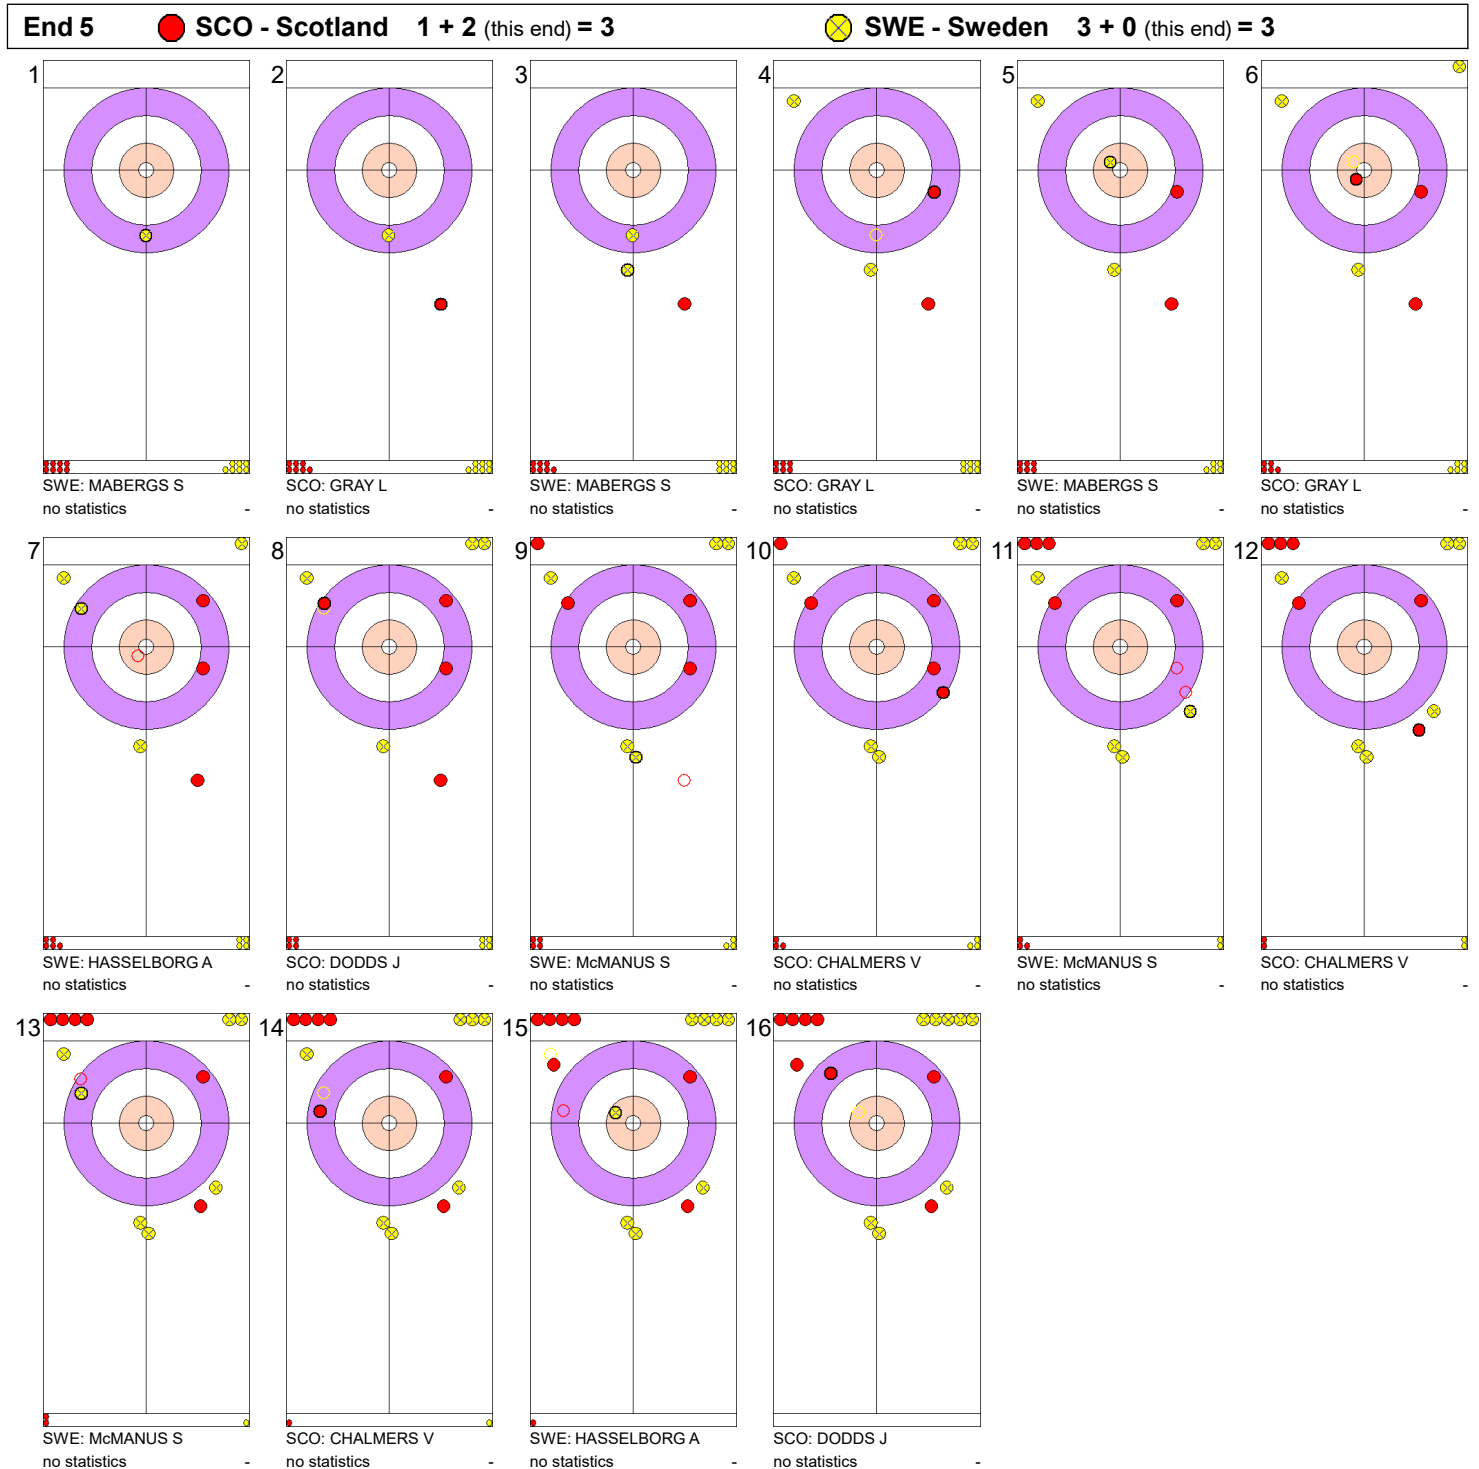 End 5 SCO - Scotland 1 + 2 (this end) = 3 SWE - Sweden 3 + 0 (this end) = 3
1 2 3 4 5 6
SWE: MABERGS S SCO: GRAY L SWE: MABERGS S SCO: GRAY L SWE: MABERGS S SCO: GRAY L
no statistics - no statistics - no statistics - no statistics - no statistics - no statistics -
7 8 9 10 11 12
SWE: HASSELBORG A SCO: DODDS J SWE: McMANUS S SCO: CHALMERS V SWE: McMANUS S SCO: CHALMERS V
no statistics - no statistics - no statistics - no statistics - no statistics - no statistics -
13 14 15 16
SWE: McMANUS S SCO: CHALMERS V SWE: HASSELBORG A SCO: DODDS J
no statistics - no statistics - no statistics - no statistics -